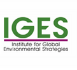 IGES
Institute for Global
Environmental Strategies